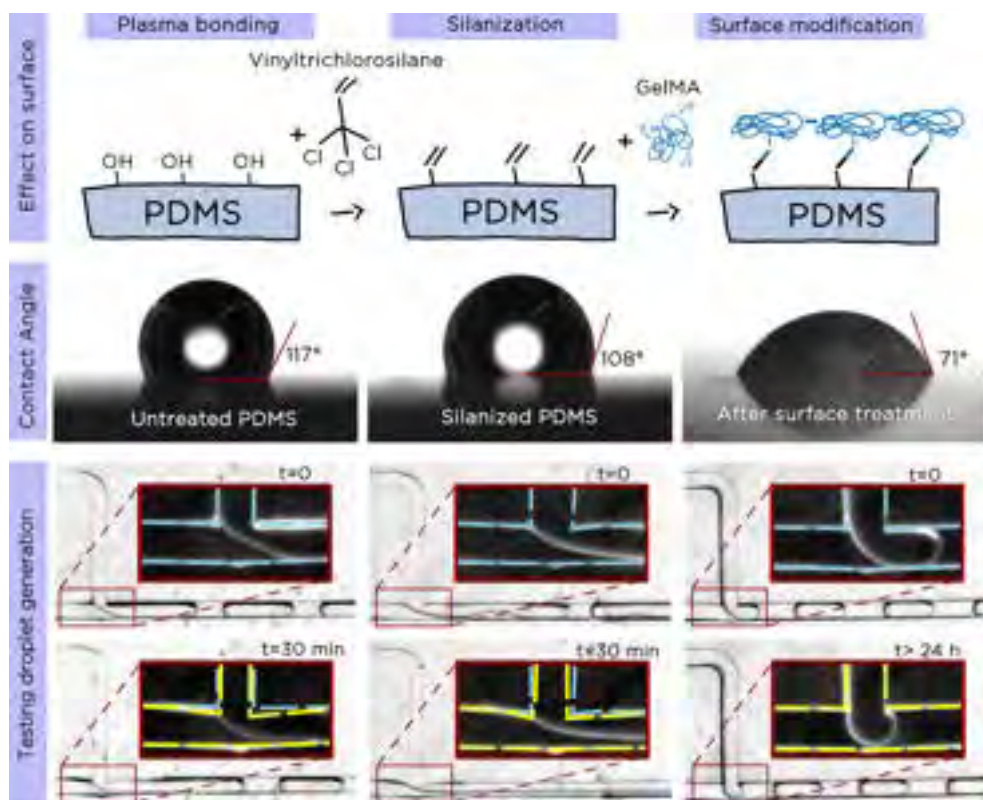 Plasma bonding
Silanization
Surface modification
Effect on surface
Vinyltrichlorosilane
+
Cl
Cl
Cl
OH OH OH
PDMS
→
PDMS
GelMA
+
→
PDMS
Contact Angle
117°
Untreated PDMS
108°
Silanized PDMS
71°
After surface treatment
Testing droplet generation
t=0
t=0
t=0
t=30 min
t=30 min
t> 24 h